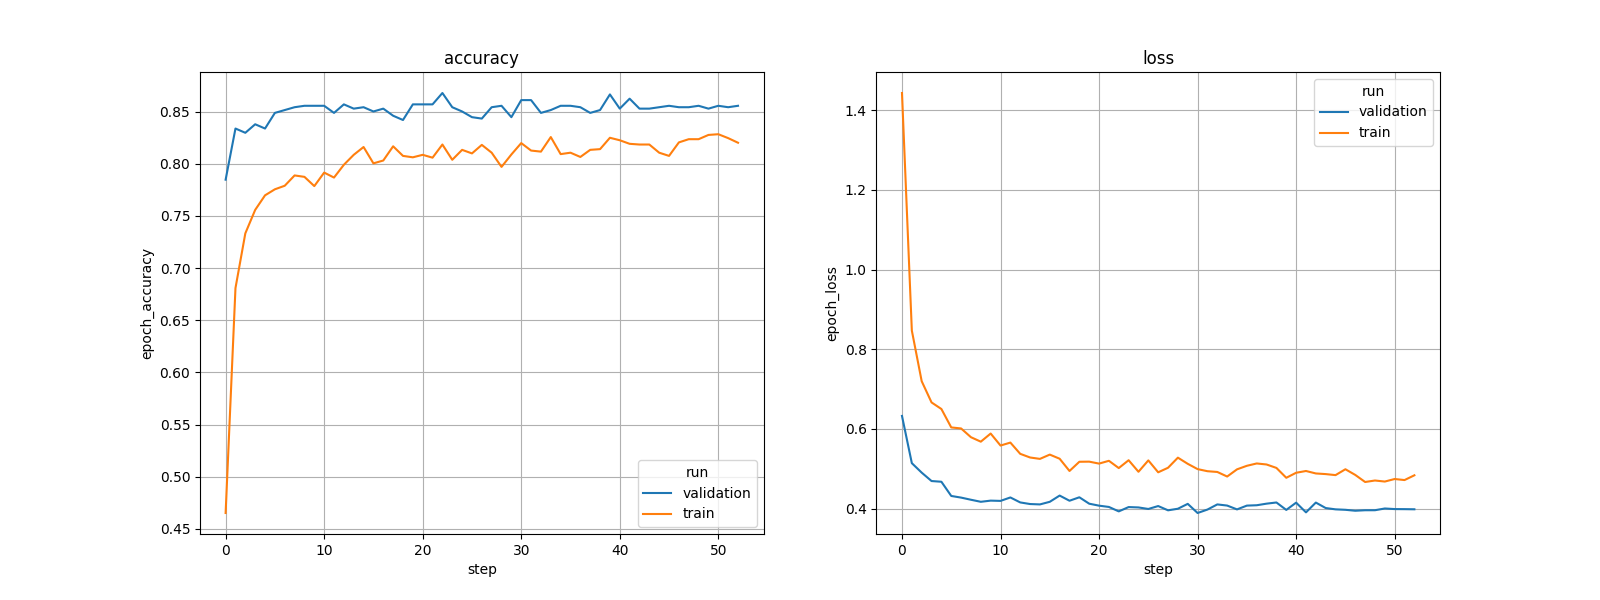 accuracy
epoch_accuracy
0.85
0.80
0.75
0.70
0.65
0.60
0.55
0.50
0.45
0 10 20 30 40 50
step
run
validation
train
loss
epoch_loss
1.4
1.2
1.0
0.8
0.6
0.4
0 10 20 30 40 50
step
run
validation
train